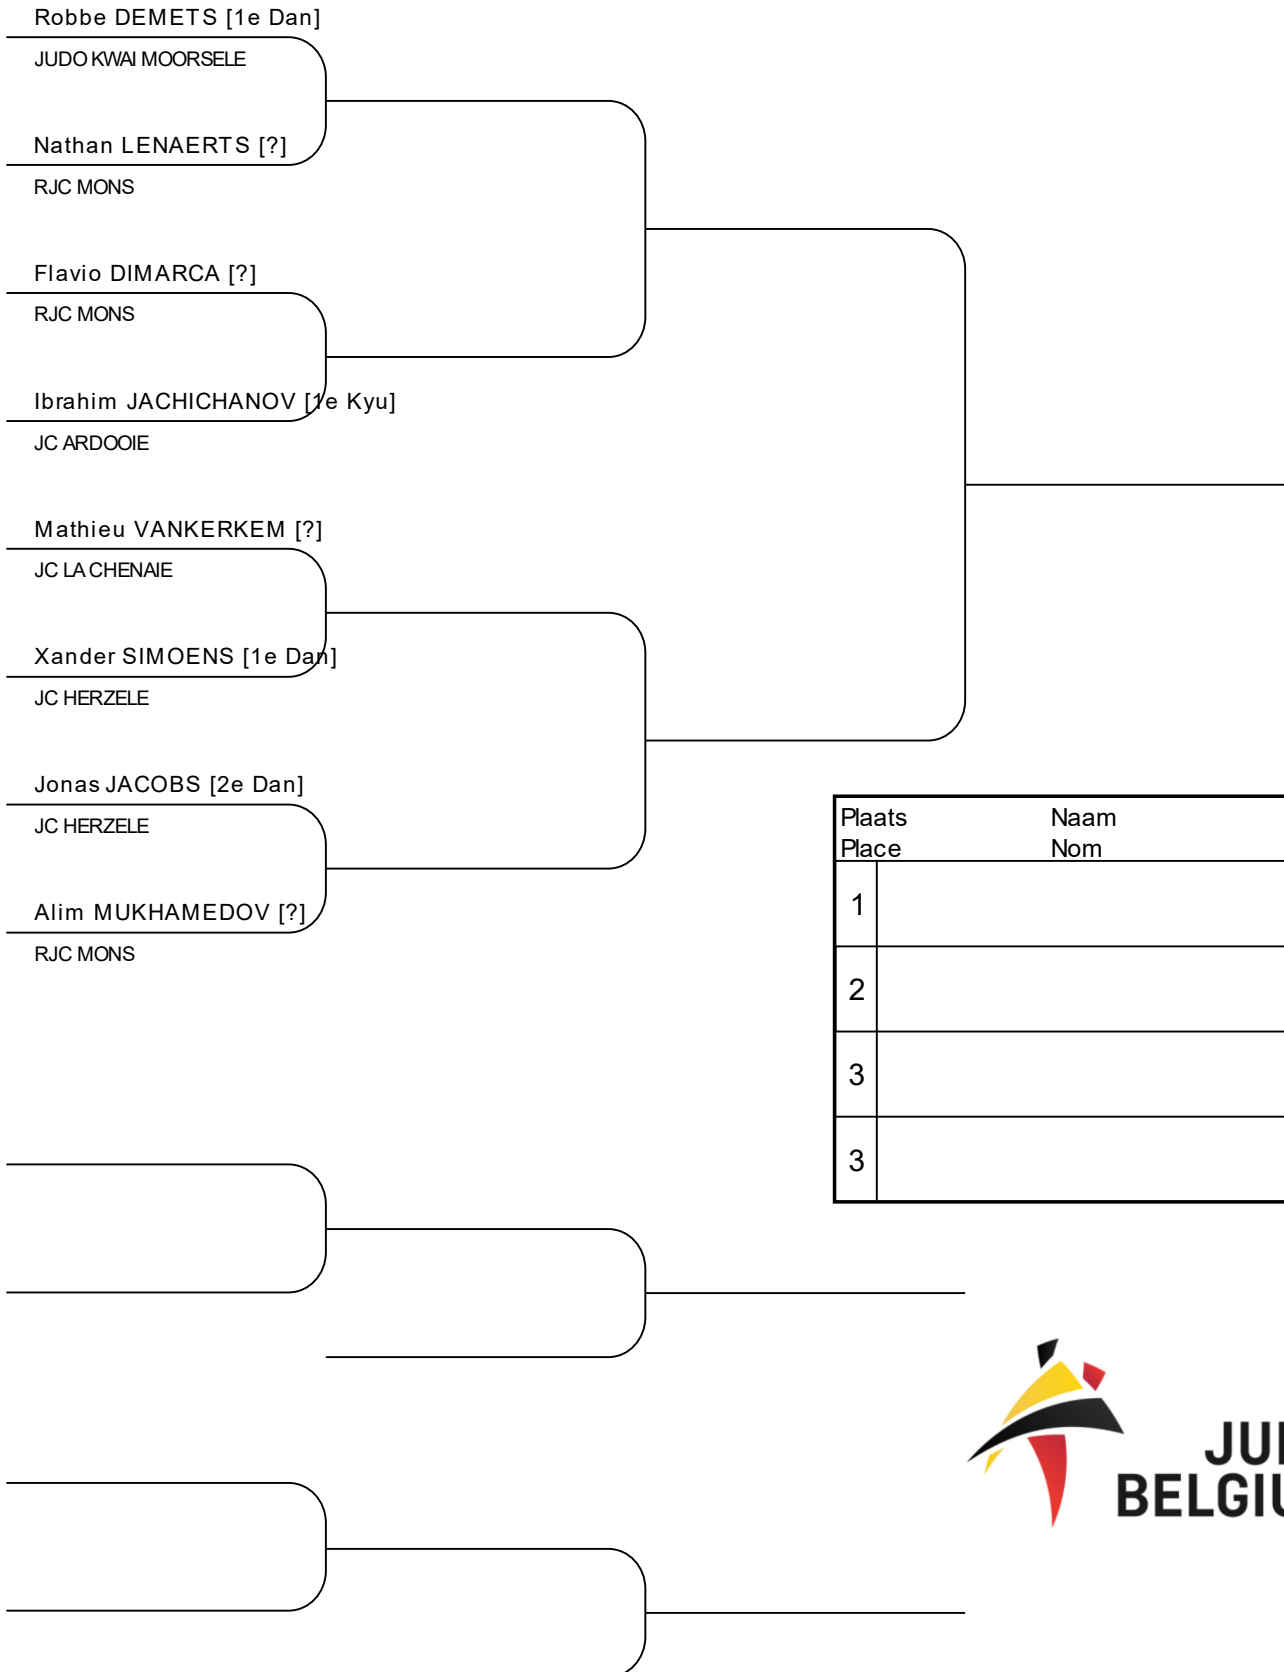 Robbe DEMETS [1e Dan]
JUDO KWAI MOORSELE
Nathan LENAERTS [?]
RJC MONS
Flavio DIMARCA [?]
RJC MONS
Ibrahim JACHICHANOV [1e Kyu]
JC ARDOOIE
Mathieu VANKERKEM [?]
JC LA CHENAIE
Xander SIMOENS [1e Dan]
JC HERZELE
Jonas JACOBS [2e Dan]
JC HERZELE
Alim MUKHAMEDOV [?]
RJC MONS
Plaats Naam
Place Nom
1
2
3
3